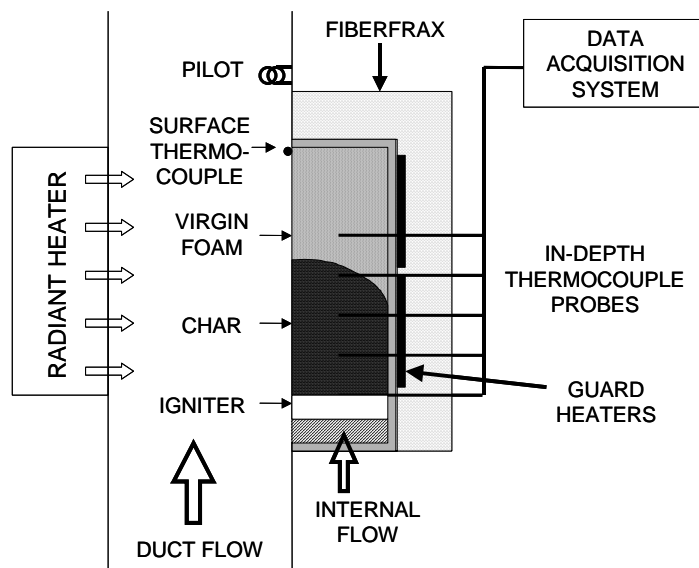 FIBERFRAX
DATA
ACQUISITION
SYSTEM
PILOT
SURFACE
THERMO-
COUPLE
RADIANT HEATER
VIRGIN
FOAM
IN-DEPTH
THERMOCOUPLE
PROBES
CHAR
IGNITER
GUARD
HEATERS
INTERNAL
FLOW
DUCT FLOW